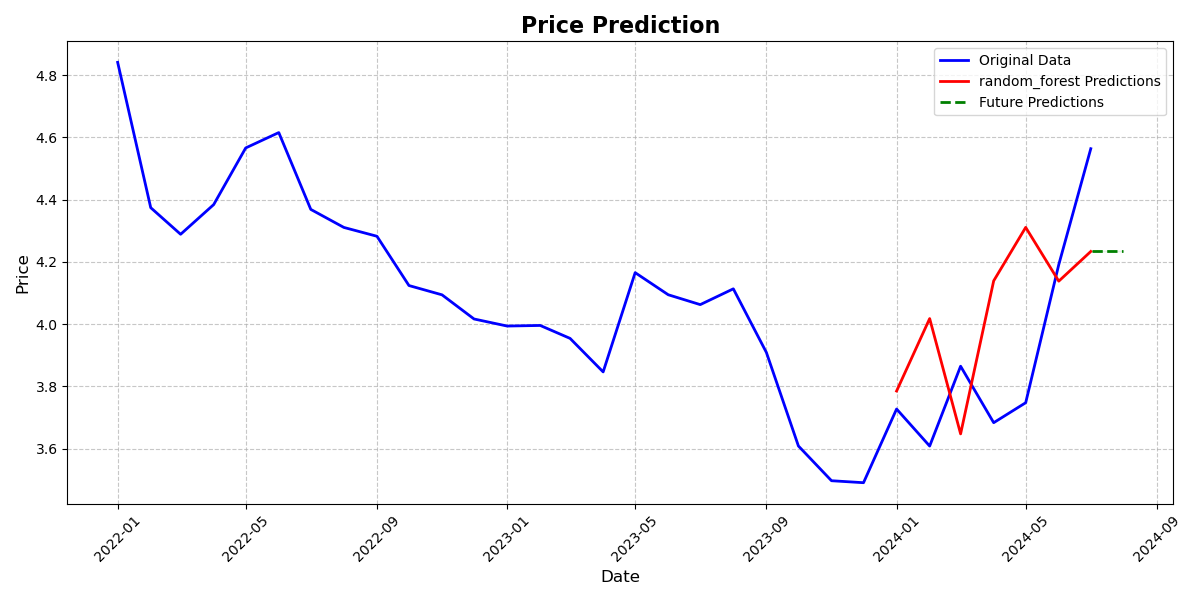 Price Prediction
Original Data
random_forest Predictions
Future Predictions
Price
4.8
4.6
4.4
4.2
4.0
3.8
3.6
2022-01
2022-05
2022-09
2023-01
2023-05
2023-09
2024-01
2024-05
2024-09
Date